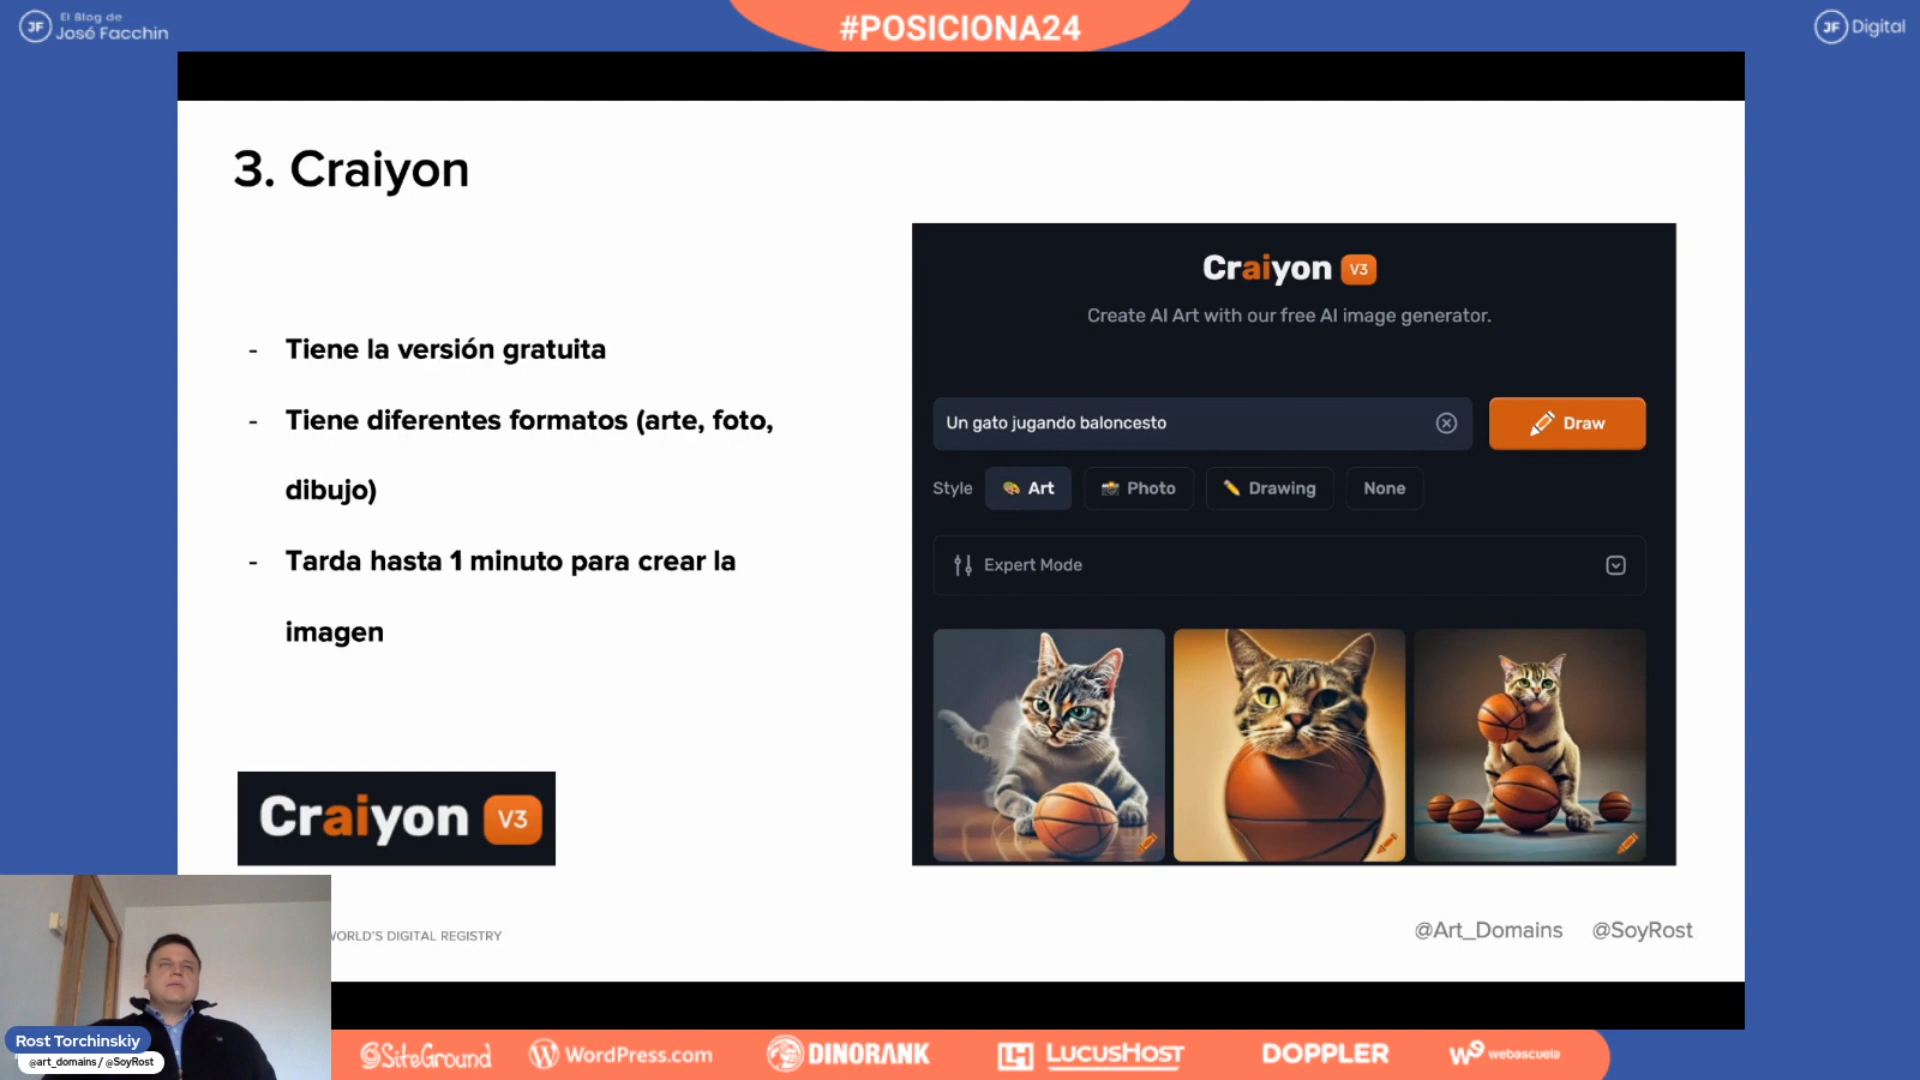 El Blog de
José Facchin
#POSICIONA24
JF Digital
3. Craiyon
- Tiene la versión gratuita
- Tiene diferentes formatos (arte, foto,
dibujo)
- Tarda hasta 1 minuto para crear la
imagen
Craiyon V3
Craiyon V3
Create AI Art with our free AI image generator.
Un gato jugando baloncesto
Draw
Style Art Photo Drawing None
Expert Mode
WORLD'S DIGITAL REGISTRY
@Art_Domains @SoyRost
Rost Torchinskiy
@art_domains / @SoyRost
SiteGround WordPress.com DINORANK LH LUCUSHOST DOPPLER webescuela